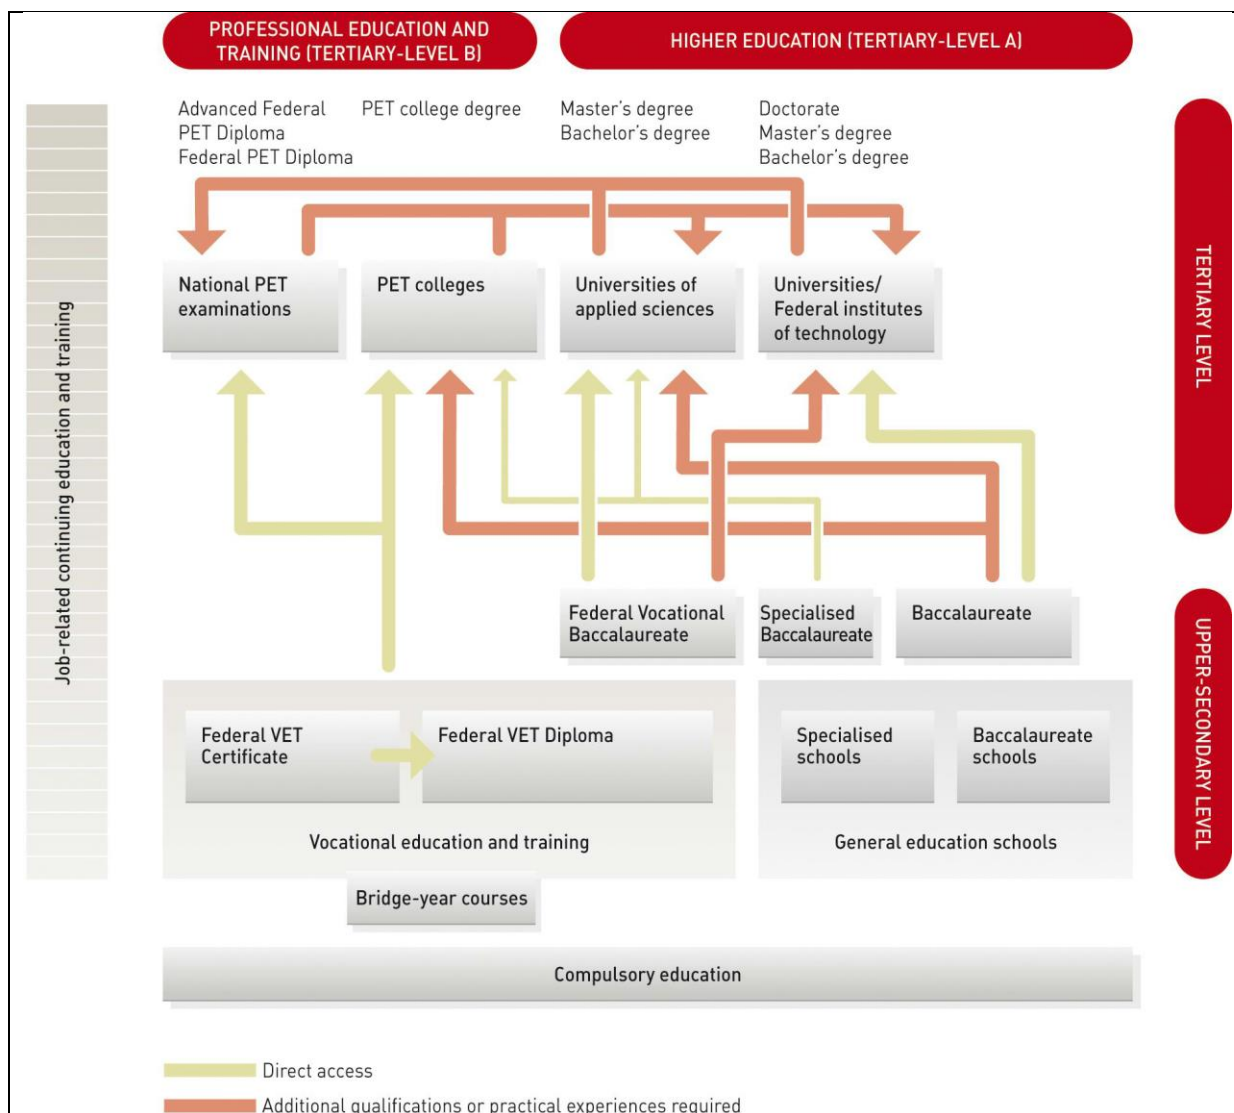 PROFESSIONAL EDUCATION AND
TRAINING (TERTIARY-LEVEL B)
HIGHER EDUCATION (TERTIARY-LEVEL A)
Advanced Federal
PET Diploma
Federal PET Diploma
PET college degree
Master's degree
Bachelor's degree
Doctorate
Master's degree
Bachelor's degree
National PET
examinations
PET colleges
Universities of
applied sciences
Universities/
Federal institutes
of technology
TERTIARY LEVEL
Job-related continuing education and training
Federal Vocational
Baccalaureate
Specialised
Baccalaureate
Baccalaureate
UPPER-SECONDARY LEVEL
Federal VET
Certificate
Federal VET Diploma
Specialised
schools
Baccalaureate
schools
Vocational education and training
General education schools
Bridge-year courses
Compulsory education
Direct access
Additional qualifications or practical experiences required